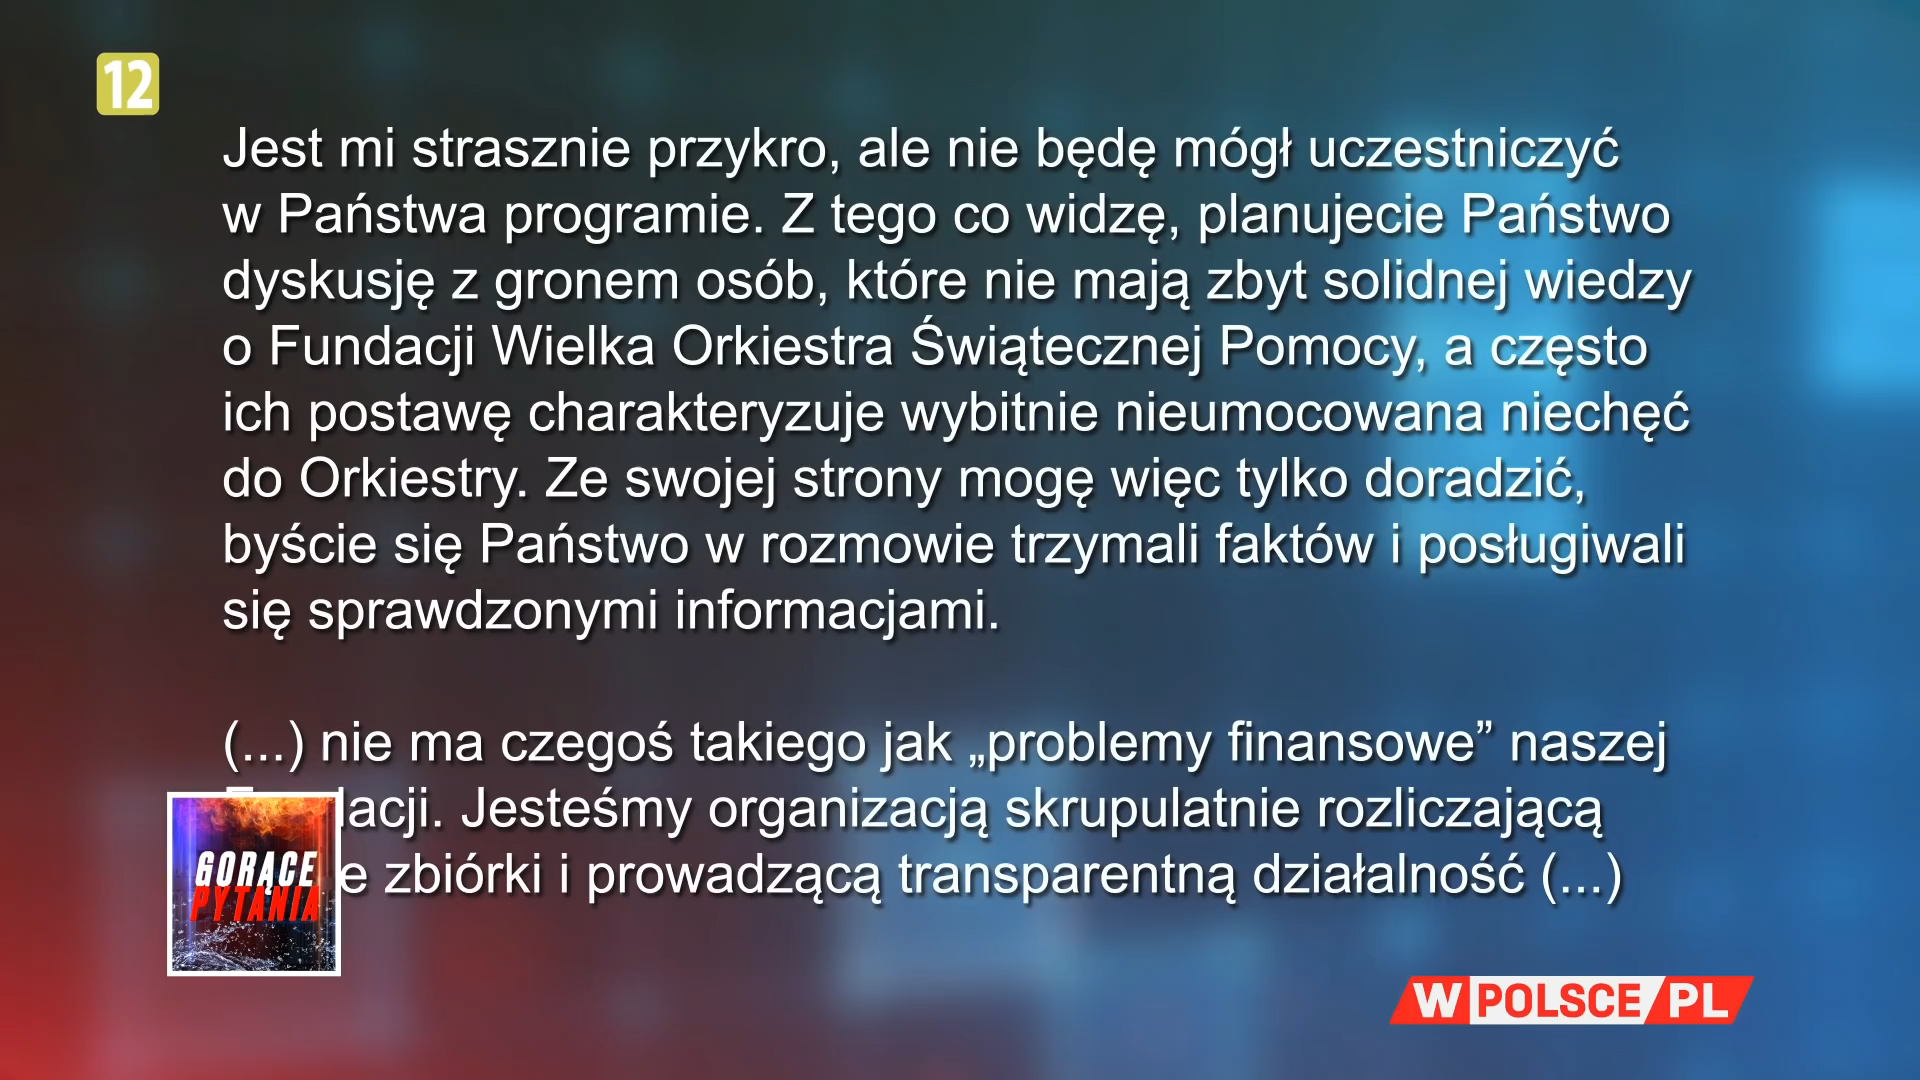 12
Jest mi strasznie przykro, ale nie będę mógł uczestniczyć
w Państwa programie. Z tego co widzę, planujecie Państwo
dyskusję z gronem osób, które nie mają zbyt solidnej wiedzy
o Fundacji Wielka Orkiestra Świątecznej Pomocy, a często
ich postawę charakteryzuje wybitnie nieumocowana niechęć
do Orkiestry. Ze swojej strony mogę więc tylko doradzić,
byście się Państwo w rozmowie trzymali faktów i posługiwali
się sprawdzonymi informacjami.
(...) nie ma czegoś takiego jak „problemy finansowe” naszej
Jesteśmy organizacją skrupulatnie rozliczającą
zbiórki i prowadzącą transparentną działalność (...)
GORĄCE
PYTANIA
W POLSCE/PL